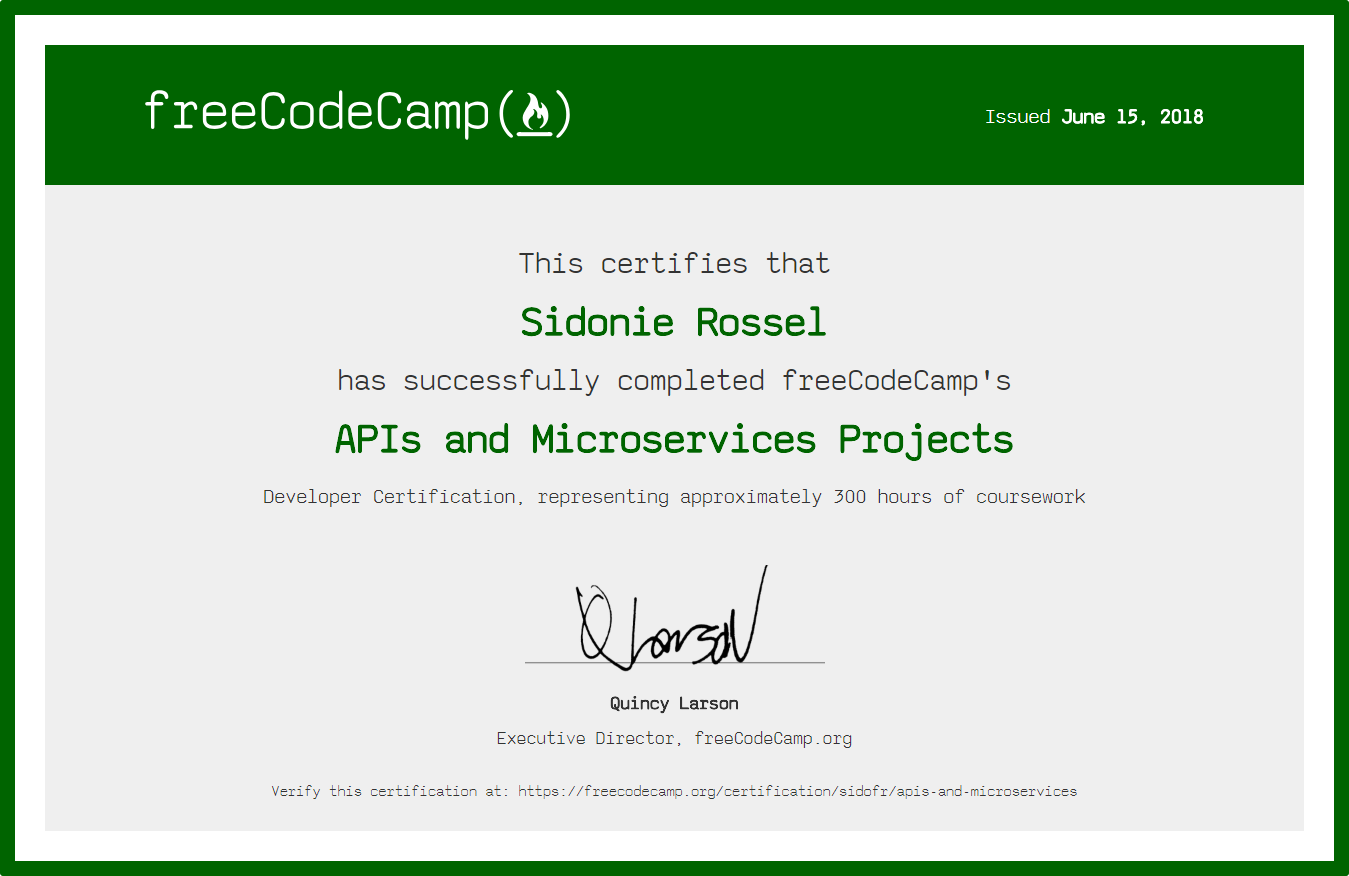 freeCodeCamp()
Issued June 15, 2018
This certifies that
Sidonie Rossel
has successfully completed freeCodeCamp's
APIs and Microservices Projects
Developer Certification, representing approximately 300 hours of coursework
Q Larson
Quincy Larson
Executive Director, freeCodeCamp.org
Verify this certification at: https://freecodecamp.org/certification/sidofr/apis-and-microservices